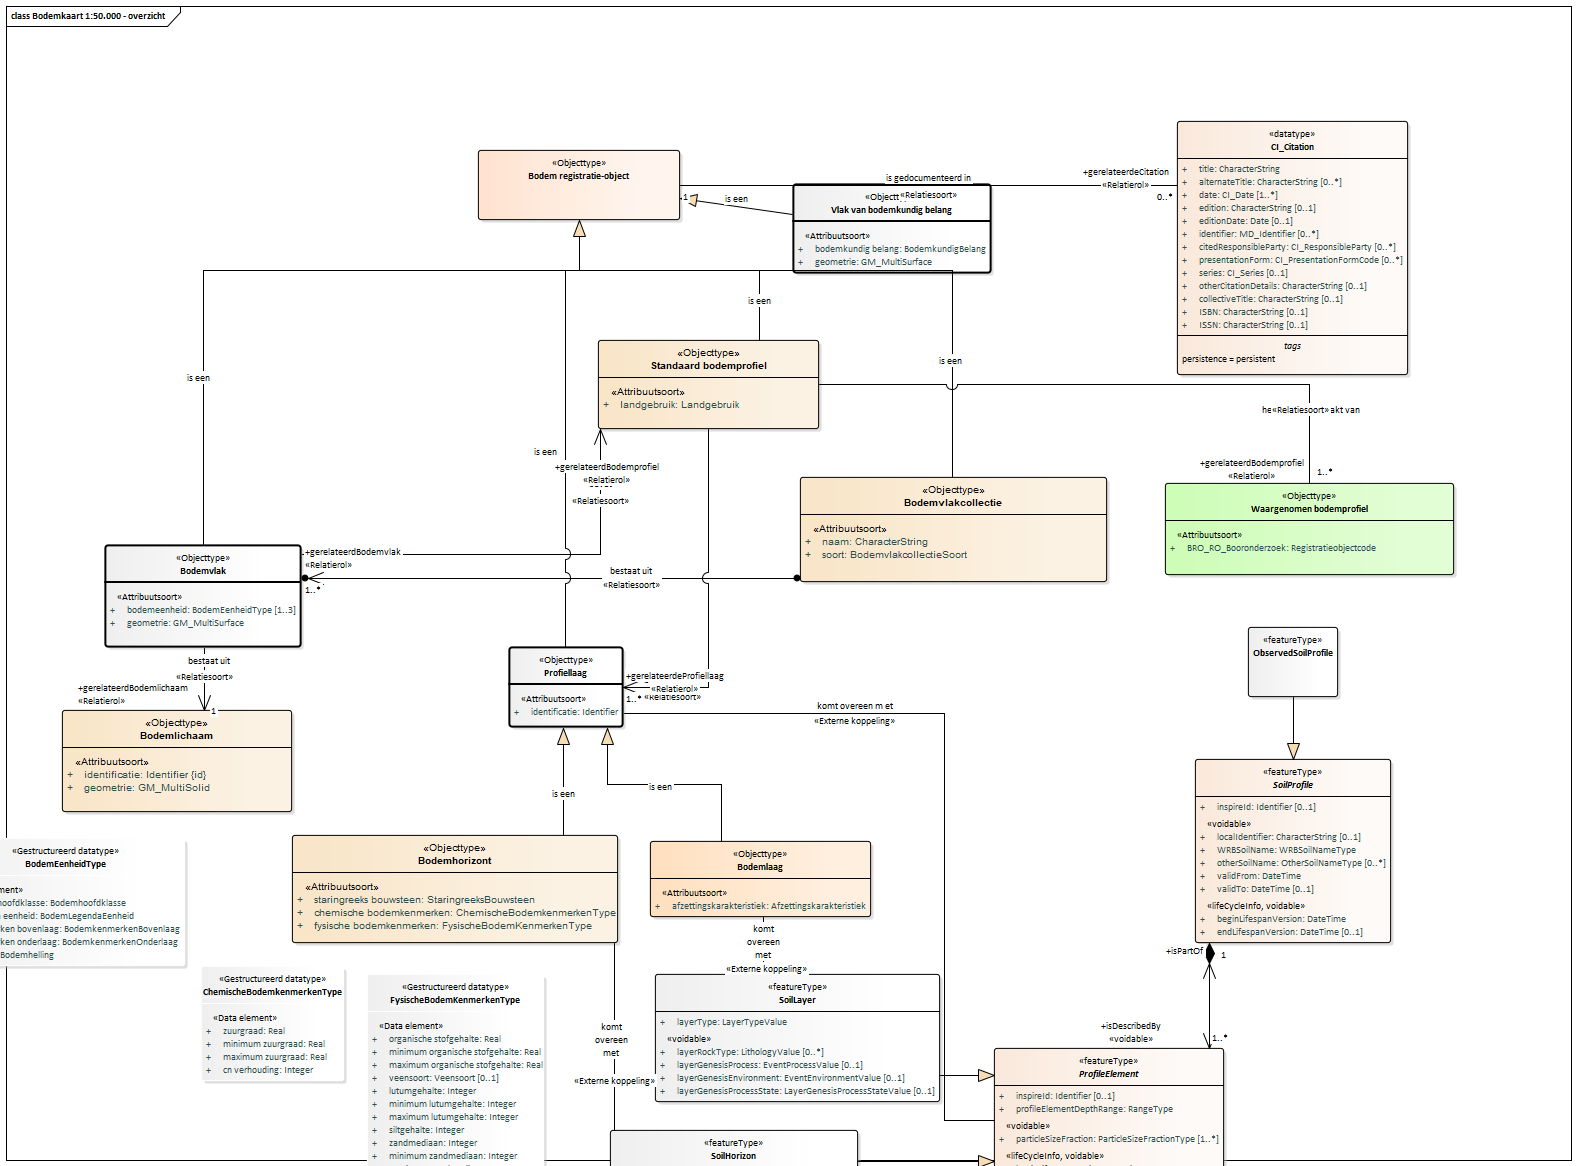 class Bodemkaart 1:50.000 - overzicht
«datatype»
CI_Citation
+ title: CharacterString
+ alternateTitle: CharacterString [0..*]
+ date: CI_Date [1..*]
+ edition: CharacterString [0..1]
+ editionDate: Date [0..1]
+ identifier: MD_Identifier [0..*]
+ citedResponsibleParty: CI_ResponsibleParty [0..*]
+ presentationForm: CI_PresentationFormCode [0..*]
+ series: CI_Series [0..1]
+ otherCitationDetails: CharacterString [0..1]
+ collectiveTitle: CharacterString [0..1]
+ ISBN: CharacterString [0..1]
+ ISSN: CharacterString [0..1]
tags
persistence = persistent
«Objecttype»
Bodem registratie-object
is gedocumenteerd in
«Relatiesoort»
+gerelateerdeCitation
«Relatierol»
0..*
1
is een
«Objectt
Vlak van bodemkundig belang
«Attribuutsoort»
+ bodemkundig belang: BodemkundigBelang
+ geometrie: GM_MultiSurface
is een
is een
is een
is een
«Objecttype»
Standaard bodemprofiel
«Attribuutsoort»
+ landgebruik: Landgebruik
he«Relatiesoort»akt van
+gerelateerdBodemprofiel
«Relatierol»
1..*
+gerelateerdBodemprofiel
«Relatierol»
«Relatiesoort»
«Objecttype»
Bodemvlakcollectie
«Attribuutsoort»
+ naam: CharacterString
+ soort: BodemvlakcollectieSoort
«Objecttype»
Waargenomen bodemprofiel
«Attribuutsoort»
+ BRO_RO_Booronderzoek: Registratieobjectcode
«Objecttype»
Bodemvlak
«Attribuutsoort»
+ bodemeenheid: BodemEenheidType [1..3]
+ geometrie: GM_MultiSurface
+gerelateerdBodemvlak
«Relatierol»
1..*
bestaat uit
«Relatiesoort»
bestaat uit
«Relatiesoort»
+gerelateerdBodemlichaam
«Relatierol»
1
«Objecttype»
Bodemlichaam
«Attribuutsoort»
+ identificatie: Identifier {id}
+ geometrie: GM_MultiSolid
«Objecttype»
Profiellaag
«Attribuutsoort»
+ identificatie: Identifier
+gerelateerdeProfiellaag
«Relatierol»
1..*
«Relatiesoort»
komt overeen m et
«Externe koppeling»
«featureType»
ObservedSoilProfile
«featureType»
SoilProfile
+ inspireId: Identifier [0..1]
«voidable»
+ localIdentifier: CharacterString [0..1]
+ WRBSoilName: WRBSoilNameType
+ otherSoilName: OtherSoilNameType [0..*]
+ validFrom: DateTime
+ validTo: DateTime [0..1]
«lifeCycleInfo, voidable»
+ beginLifespanVersion: DateTime
+ endLifespanVersion: DateTime [0..1]
is een
is een
«Objecttype»
Bodemhorizont
«Attribuutsoort»
+ staringreeks bouwsteen: StaringreeksBouwsteen
+ chemische bodemkenmerken: ChemischeBodemkenmerkenType
+ fysische bodemkenmerken: FysischeBodemKenmerkenType
«Objecttype»
Bodemlaag
«Attribuutsoort»
+ afzettingskarakteristiek: Afzettingskarakteristiek
«Gestructureerd datatype»
BodemEenheidType
ment»
hoofdklasse: Bodemhoofdklasse
eenheid: BodemLegendaEenheid
ken bovenlaag: BodemkenmerkenBovenlaag
ken onderlaag: BodemkenmerkenOnderlaag
Bodemhelling
komt
overeen
met
«Externe koppeling»
+isPartOf
1
«Gestructureerd datatype»
ChemischeBodemkenmerkenType
«Data element»
+ zuurgraad: Real
+ minimum zuurgraad: Real
+ maximum zuurgraad: Real
+ cn verhouding: Integer
«Gestructureerd datatype»
FysischeBodemKenmerkenType
«Data element»
+ organische stofgehalte: Real
+ minimum organische stofgehalte: Real
+ maximum organische stofgehalte: Real
+ veensoort: Veensoort [0..1]
+ lutumgehalte: Integer
+ minimum lutumgehalte: Integer
+ maximum lutumgehalte: Integer
+ siltgehalte: Integer
+ zandmediaan: Integer
+ minimum zandmediaan: Integer
komt
overeen
met
«Externe koppeling»
«featureType»
SoilLayer
+ layerType: LayerTypeValue
«voidable»
+ layerRockType: LithologyValue [0..*]
+ layerGenesisProcess: EventProcessValue [0..1]
+ layerGenesisEnvironment: EventEnvironmentValue [0..1]
+ layerGenesisProcessState: LayerGenesisProcessStateValue [0..1]
+isDescribedBy
«voidable»
1..*
«featureType»
ProfileElement
+ inspireId: Identifier [0..1]
+ profileElementDepthRange: RangeType
«voidable»
+ particleSizeFraction: ParticleSizeFractionType [1..*]
«lifeCycleInfo, voidable»
«featureType»
SoilHorizon